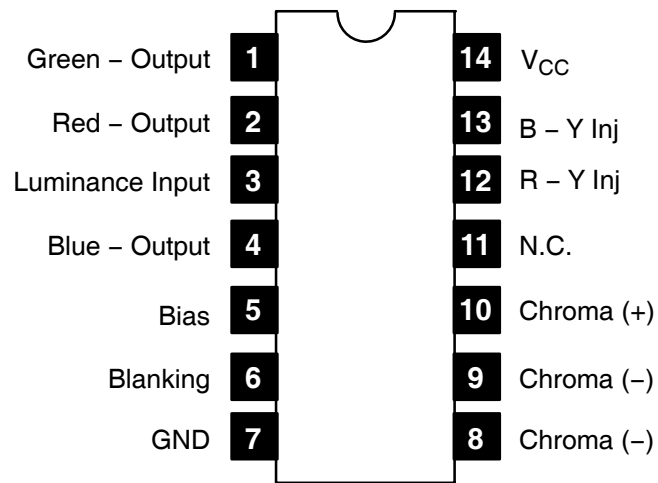 Green – Output 1 14 VCC
Red – Output 2 13 B – Y Inj
Luminance Input 3 12 R – Y Inj
Blue – Output 4 11 N.C.
Bias 5 10 Chroma (+)
Blanking 6 9 Chroma (–)
GND 7 8 Chroma (–)